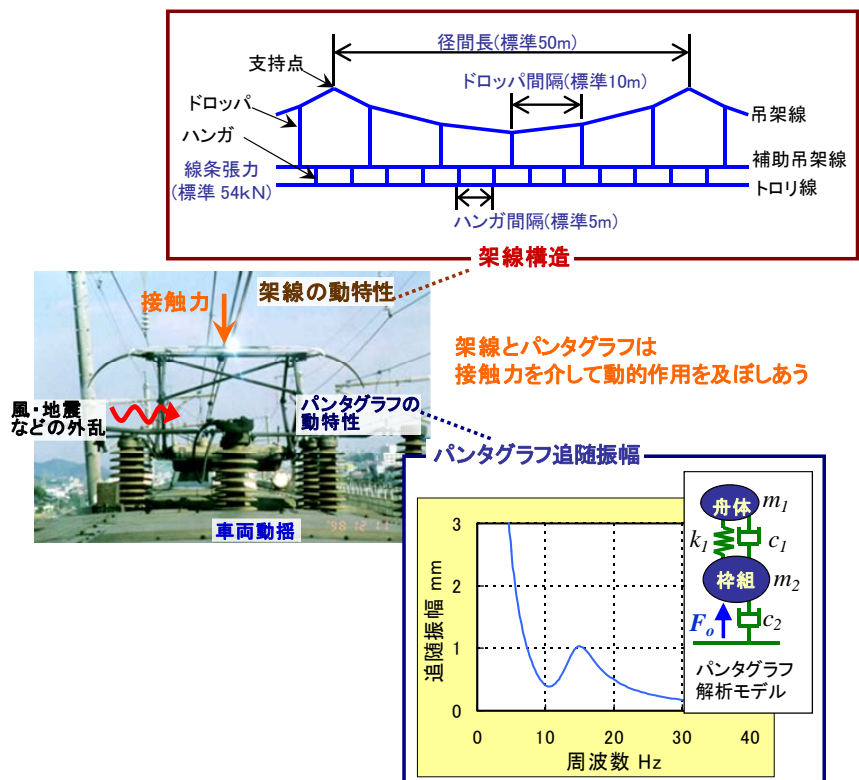 径間長(標準50m)
支持点
ドロッパ間隔(標準10m)
ドロッパ
吊架線
ハンガ
補助吊架線
線条張力
(標準 54kN)
トロリ線
ハンガ間隔(標準5m)
架線構造
接触力
架線の動特性
架線とパンタグラフは
接触力を介して動的作用を及ぼしあう
風・地震
などの外乱
パンタグラフの
動特性
車両動揺
'98 12 17
パンタグラフ追随振幅
追随振幅 mm
3
2
1
0
0 10 20 30 40
周波数 Hz
舟体 m1
k1 c1
枠組 m2
Fo c2
パンタグラフ
解析モデル